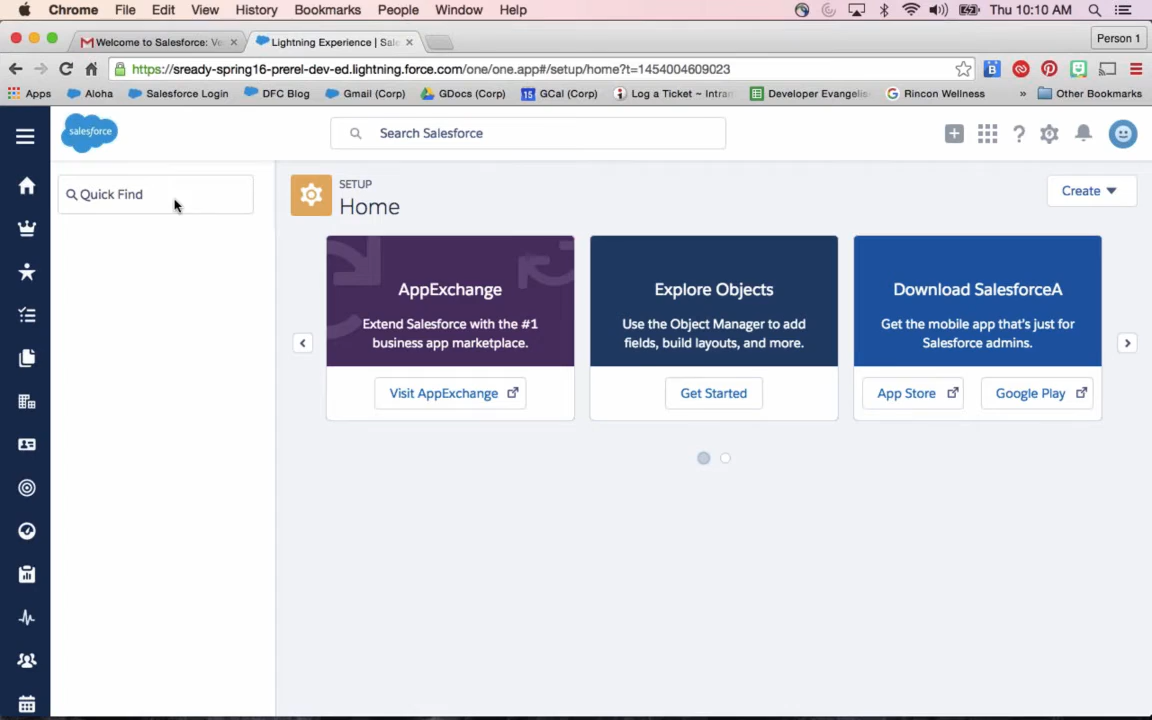 Chrome File Edit View History Bookmarks People Window Help Thu 10:10 AM
Welcome to Salesforce: Ve Lightning Experience | Sale Person 1
https://sready-spring16-prerel-dev-ed.lightning.force.com/one/one.app#/setup/home?t=1454004609023
Apps Aloha Salesforce Login DFC Blog Gmail (Corp) GDocs (Corp) 15 GCal (Corp) Log a Ticket ~ Intran Developer Evangelis Rincon Wellness » Other Bookmarks
salesforce Search Salesforce
Quick Find
SETUP
Home
Create
AppExchange
Extend Salesforce with the #1
business app marketplace.
Visit AppExchange
Explore Objects
Use the Object Manager to add
fields, build layouts, and more.
Get Started
Download SalesforceA
Get the mobile app that's just for
Salesforce admins.
App Store Google Play